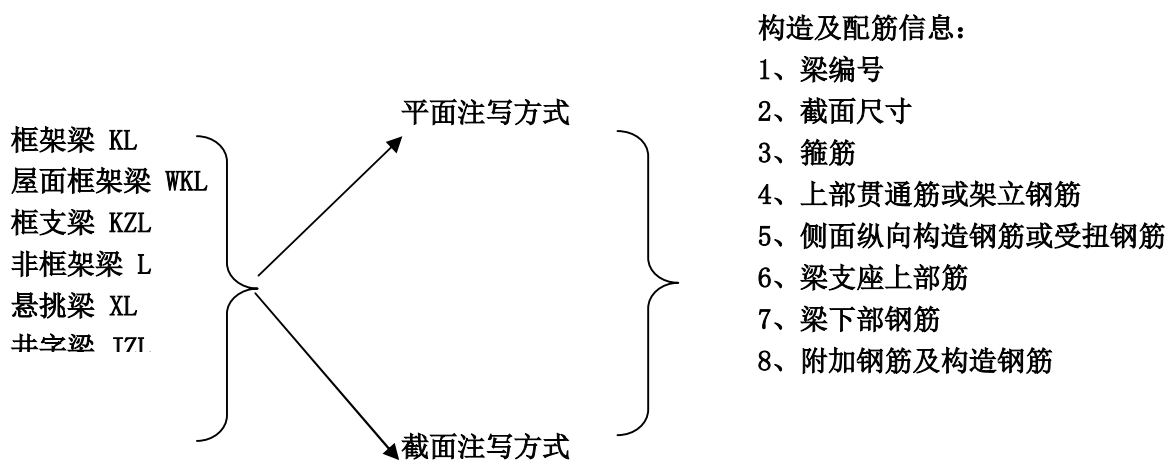 框架梁 KL
屋面框架梁 WKL
框支梁 KZL
非框架梁 L
悬挑梁 XL
井字梁 JZL
平面注写方式
截面注写方式
构造及配筋信息：
1、梁编号
2、截面尺寸
3、箍筋
4、上部贯通筋或架立钢筋
5、侧面纵向构造钢筋或受扭钢筋
6、梁支座上部筋
7、梁下部钢筋
8、附加钢筋及构造钢筋